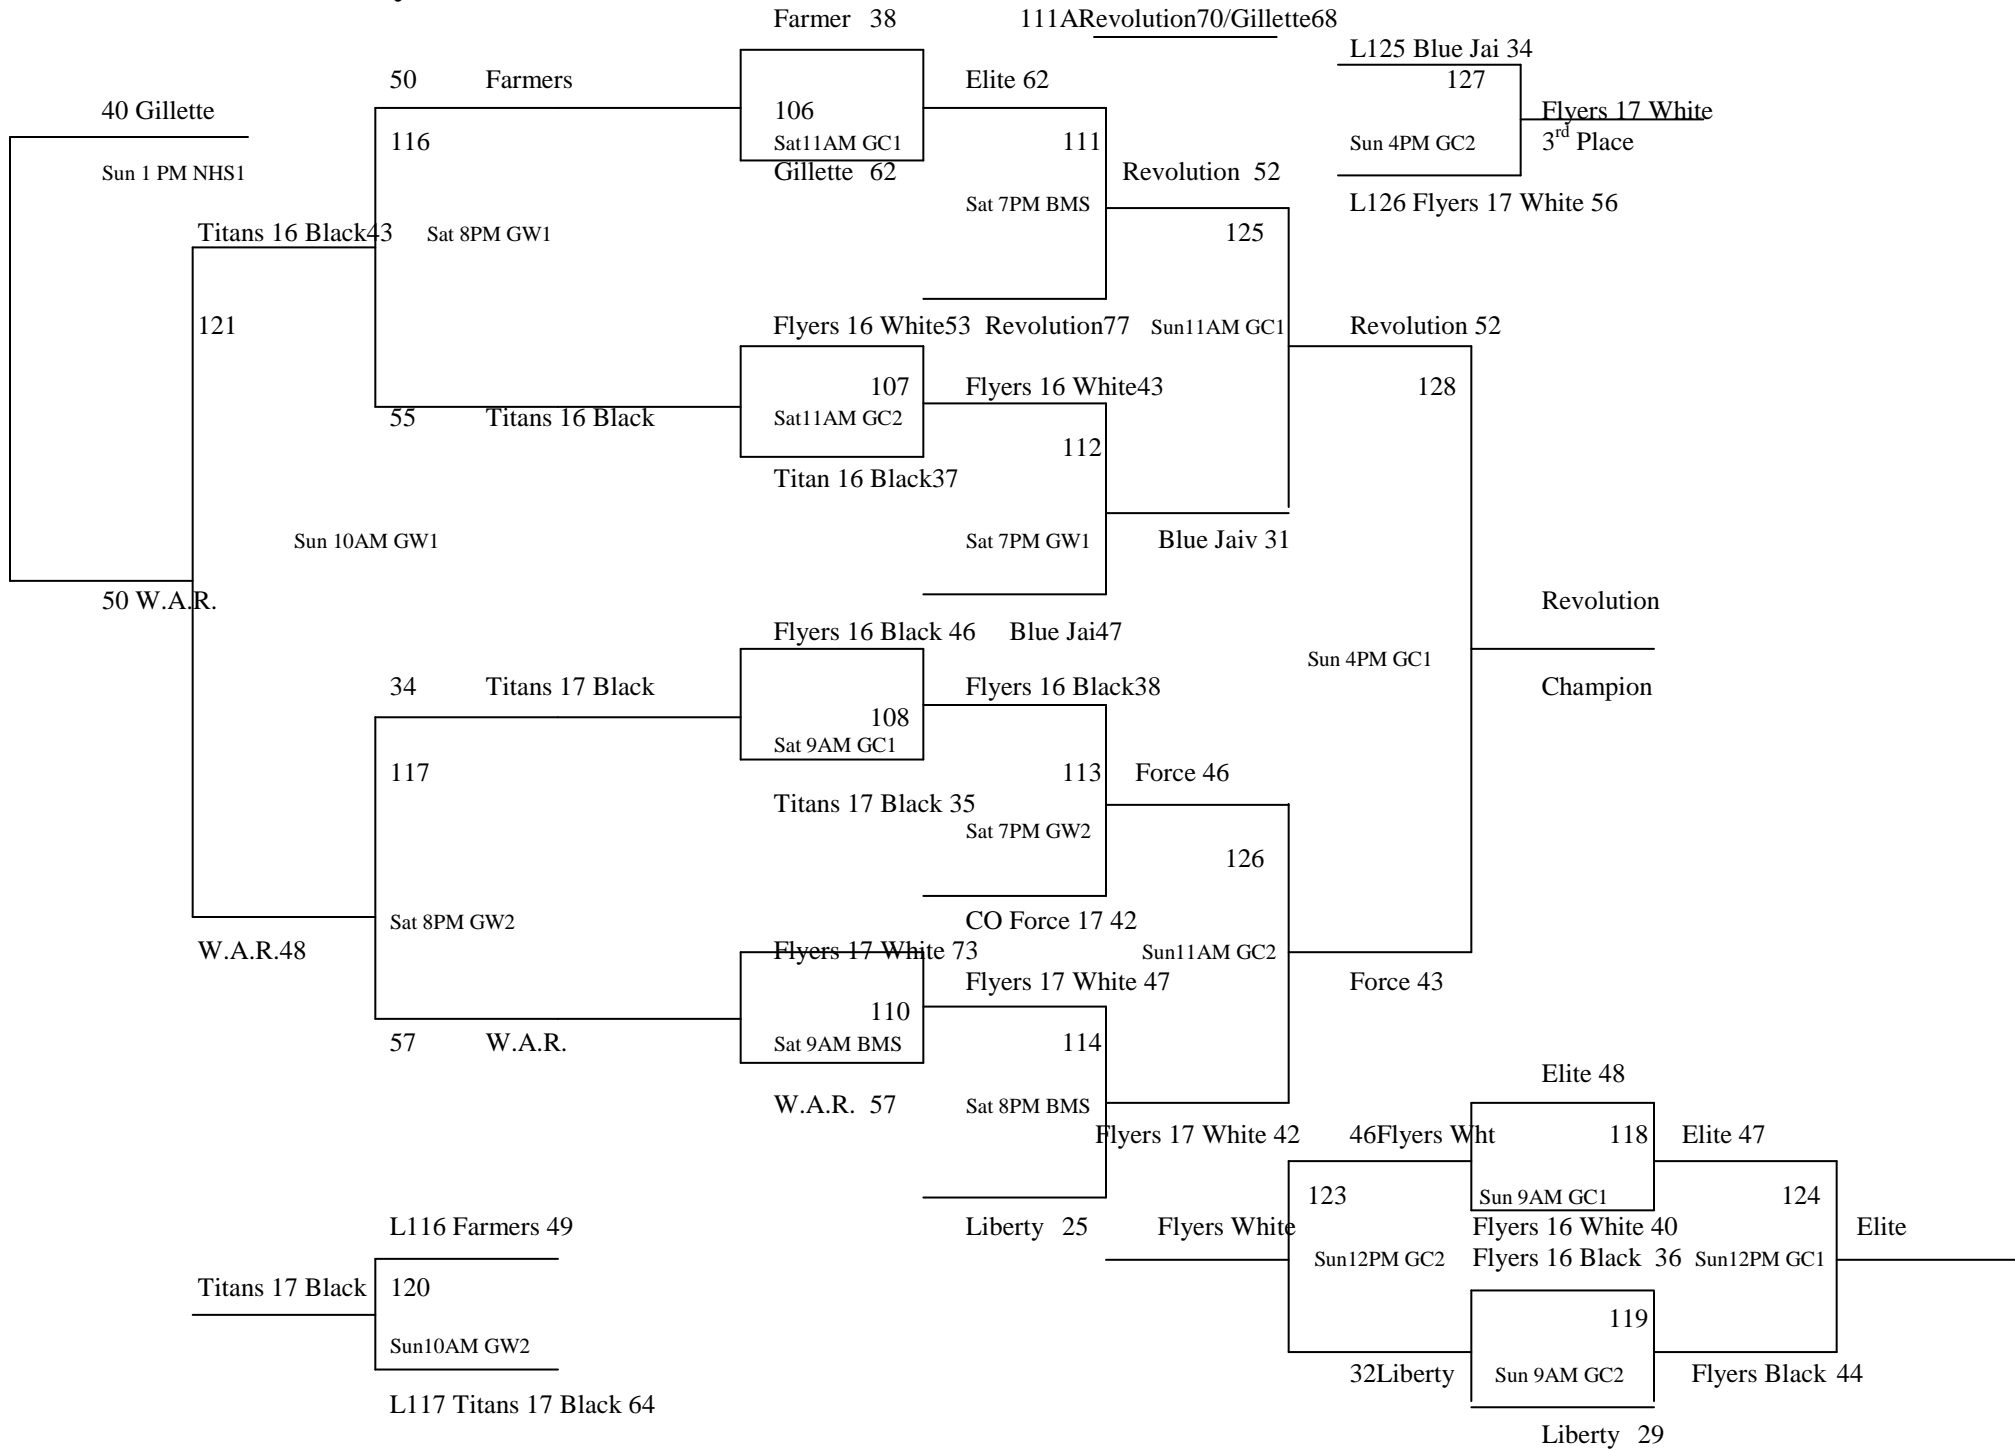 Farmer 38
111ARevolution70/Gillette68
L125 Blue Jai 34
50 Farmers
Elite 62
127
40 Gillette
106
Flyers 17 White
116
Sat11AM GC1
111
Sun 4PM GC2
3rd Place
Sun 1 PM NHS1
Gillette 62
Revolution 52
Sat 7PM BMS
L126 Flyers 17 White 56
Titans 16 Black43
Sat 8PM GW1
125
121
Flyers 16 White53
Revolution77
Sun11AM GC1
Revolution 52
107
Flyers 16 White43
128
55 Titans 16 Black
Sat11AM GC2
112
Titan 16 Black37
Sun 10AM GW1
Sat 7PM GW1
Blue Jaiv 31
50 W.A.R.
Revolution
Flyers 16 Black 46
Blue Jai47
Sun 4PM GC1
34 Titans 17 Black
Flyers 16 Black38
Champion
108
Sat 9AM GC1
117
113
Force 46
Titans 17 Black 35
Sat 7PM GW2
126
Sat 8PM GW2
CO Force 17 42
W.A.R.48
Flyers 17 White 73
Sun11AM GC2
Flyers 17 White 47
Force 43
110
57 W.A.R.
Sat 9AM BMS
114
Elite 48
W.A.R. 57
Sat 8PM BMS
Flyers 17 White 42
46Flyers Wht
118
Elite 47
123
Sun 9AM GC1
124
L116 Farmers 49
Liberty 25
Flyers White
Flyers 16 White 40
Elite
Sun12PM GC2
Flyers 16 Black 36
Sun12PM GC1
Titans 17 Black
120
119
Sun10AM GW2
32Liberty
Sun 9AM GC2
Flyers Black 44
L117 Titans 17 Black 64
Liberty 29